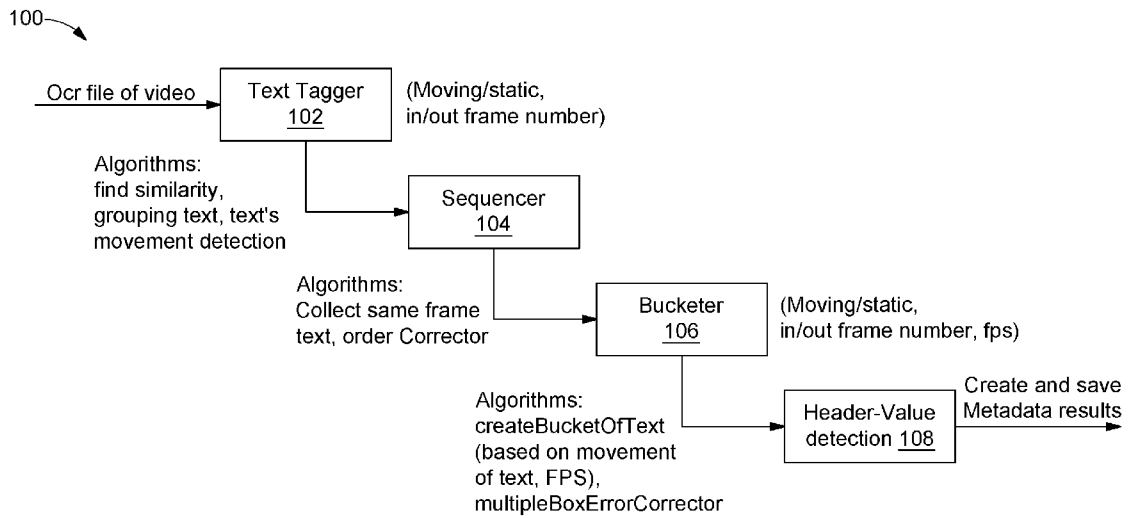 100
Ocr file of video
Text Tagger
102
(Moving/static,
in/out frame number)
Algorithms:
find similarity,
grouping text, text's
movement detection
Sequencer
104
Algorithms:
Collect same frame
text, order Corrector
Bucketer
106
(Moving/static,
in/out frame number, fps)
Algorithms:
createBucketOfText
(based on movement
of text, FPS),
multipleBoxErrorCorrector
Header-Value
detection 108
Create and save
Metadata results